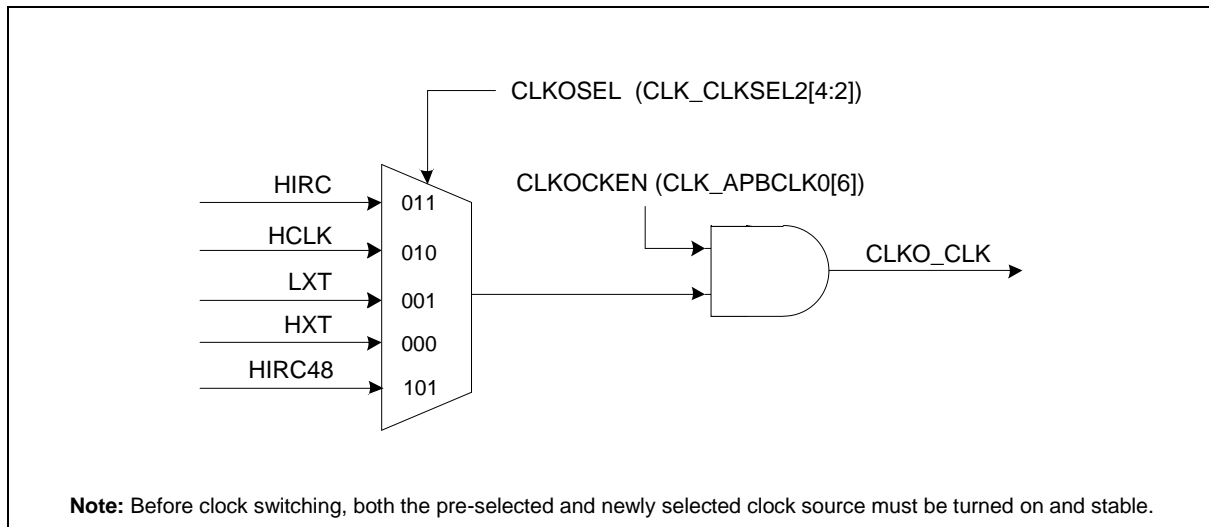 CLKOSEL (CLK_CLKSEL2[4:2])
CLKOCKEN (CLK_APBCLK0[6])
HIRC
011
HCLK
010
CLKO_CLK
LXT
001
HXT
000
HIRC48
101
Note: Before clock switching, both the pre-selected and newly selected clock source must be turned on and stable.